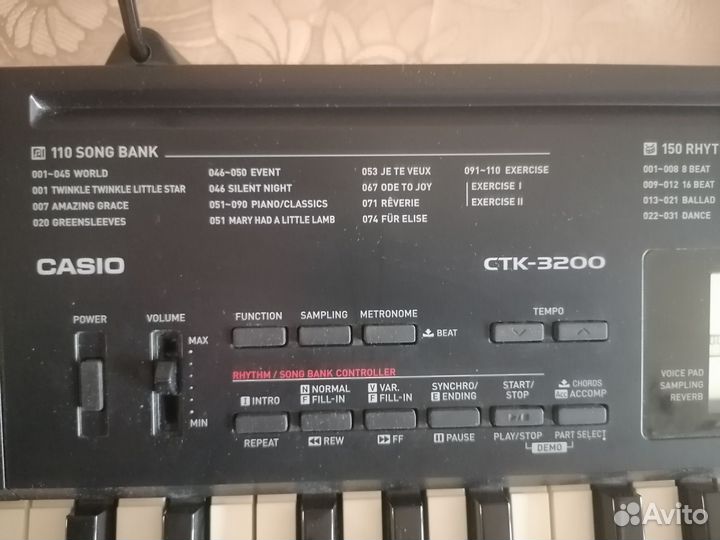 110 SONG BANK
001-045 WORLD
001 TWINKLE TWINKLE LITTLE STAR
007 AMAZING GRACE
020 GREENSLEEVES
046-050 EVENT
046 SILENT NIGHT
051-090 PIANO/CLASSICS
051 MARY HAD A LITTLE LAMB
053 JE TE VEUX
067 ODE TO JOY
071 RÊVERIE
074 FÜR ELISE
091-110 EXERCISE
EXERCISE I
EXERCISE II
150 RHYT
001-008 8 BEAT
009-012 16 BEAT
013-021 BALLAD
022-031 DANCE
CASIO
CTK-3200
POWER
VOLUME
MAX
MIN
FUNCTION
SAMPLING
METRONOME
BEAT
TEMPO
RHYTHM / SONG BANK CONTROLLER
I INTRO
N NORMAL
F FILL-IN
V VAR.
F FILL-IN
SYNCHRO/
E ENDING
START/
STOP
CHORDS
Acc ACCOMP
REPEAT
REW
FF
PAUSE
PLAY/STOP
PART SELECT
DEMO
VOICE PAD
SAMPLING
REVERB
Avito